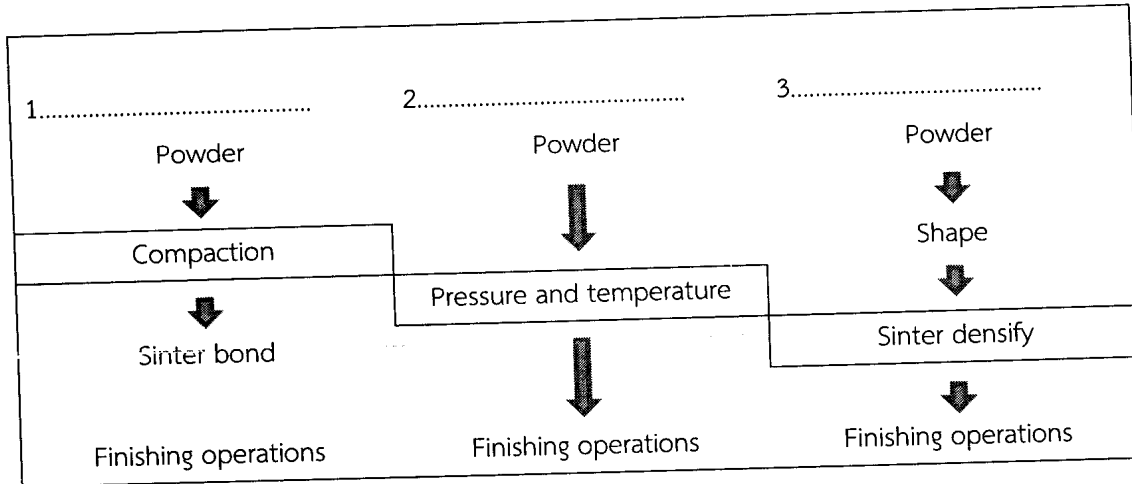 1.............................................
2.............................................
3..........................................
Powder
Powder
Powder
Compaction
Shape
Pressure and temperature
Sinter bond
Sinter densify
Finishing operations
Finishing operations
Finishing operations